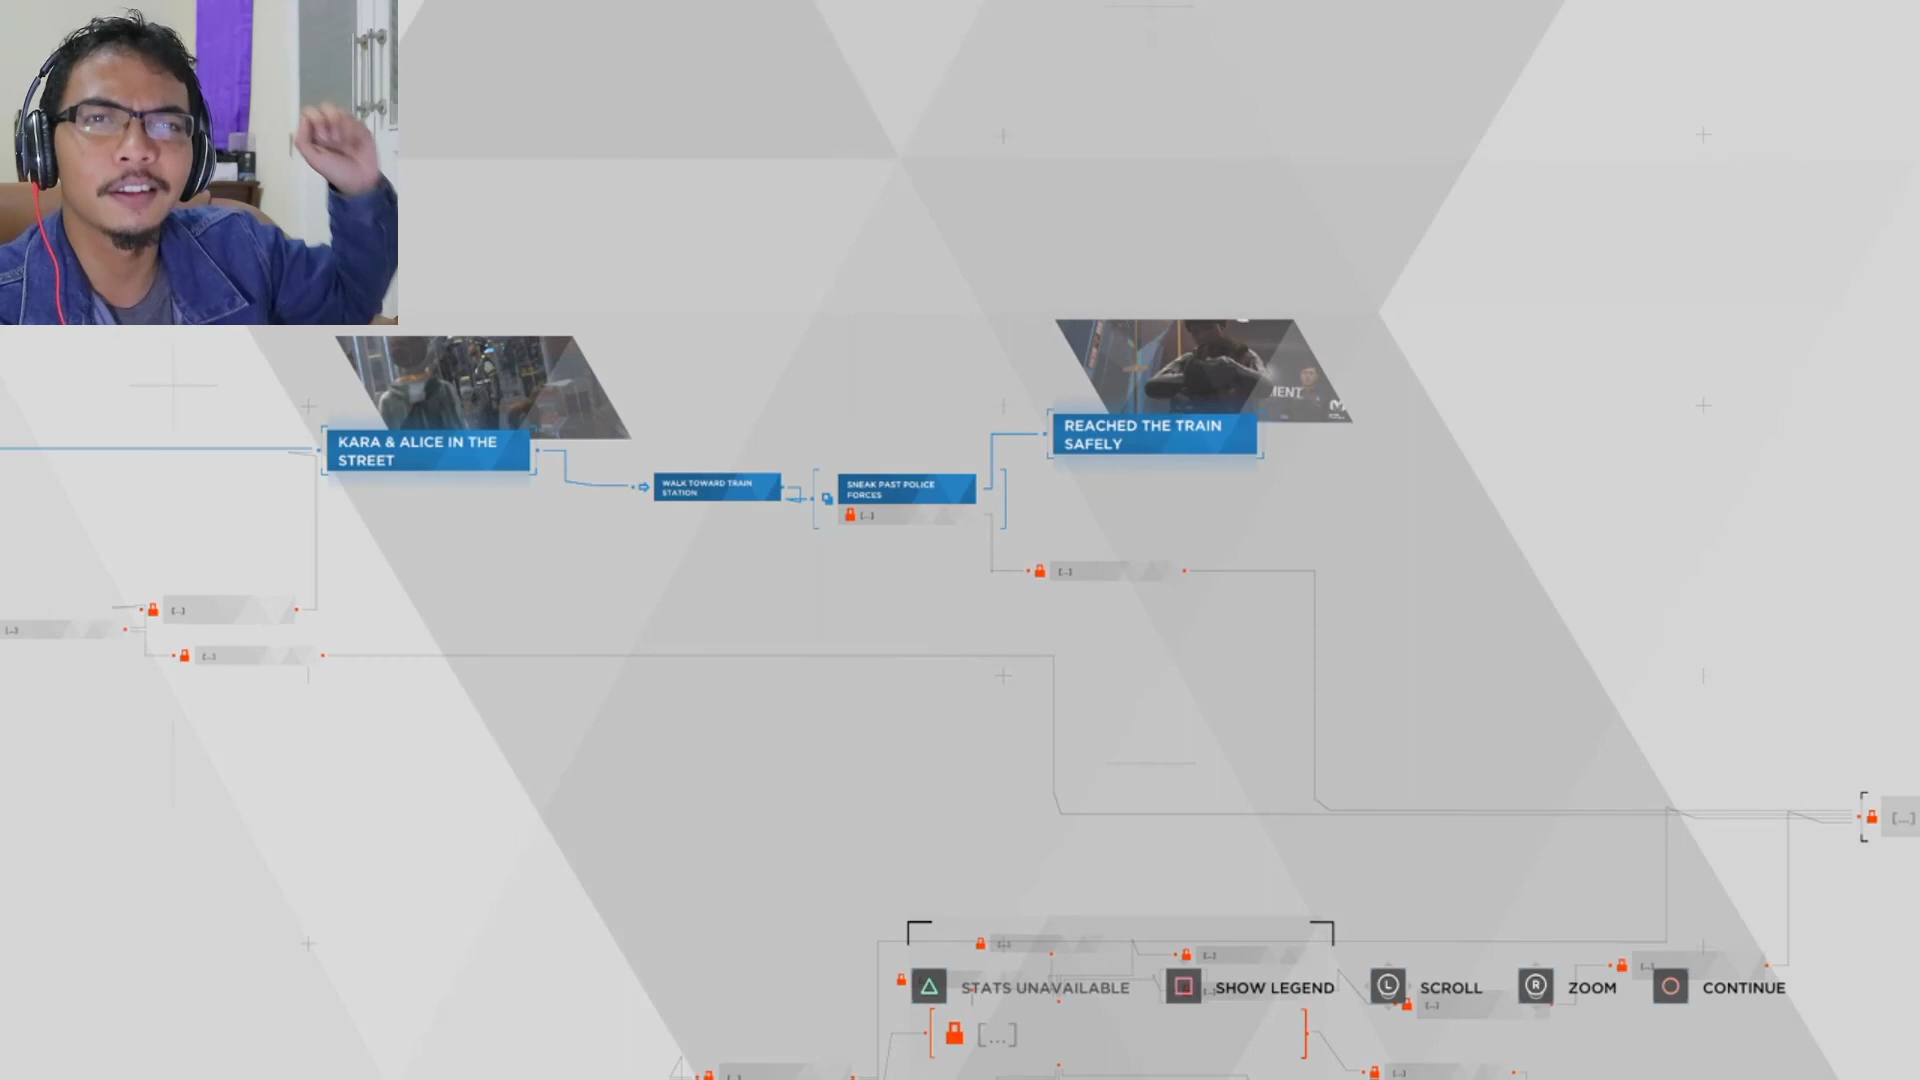 MENT
KARA & ALICE IN THE
STREET
REACHED THE TRAIN
SAFELY
WALK TOWARD TRAIN
STATION
SNEAK PAST POLICE
FORCES
[...]
[...]
[...]
[...]
[...]
[...]
[...]
[...]
[...]
STATS UNAVAILABLE
SHOW LEGEND
L
SCROLL
R
ZOOM
CONTINUE
[...]
[...]
[...]
[...]